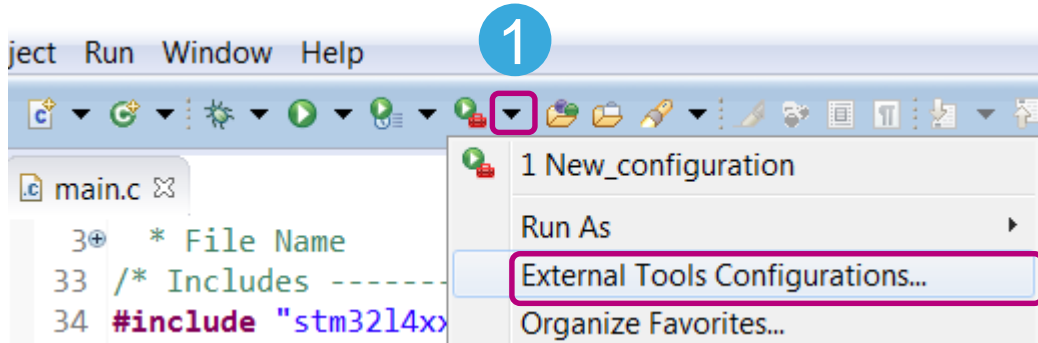 1
ject Run Window Help
main.c
1 New_configuration
Run As
External Tools Configurations...
Organize Favorites...
3 * File Name
33 /* Includes -------
34 #include "stm32l4xx